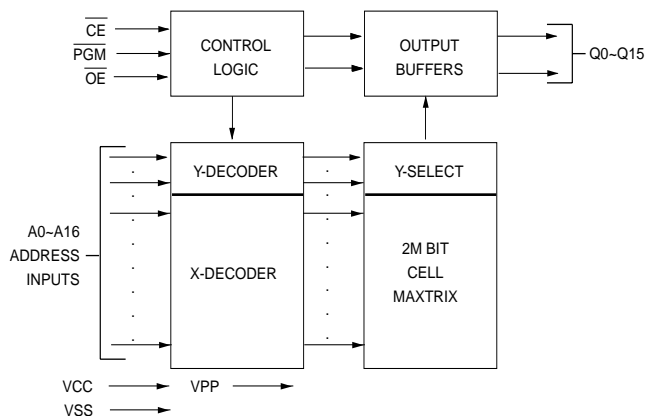 CE
PGM
OE
CONTROL
LOGIC
OUTPUT
BUFFERS
Q0~Q15
Y-DECODER
Y-SELECT
A0~A16
ADDRESS
INPUTS
X-DECODER
2M BIT
CELL
MAXTRIX
VCC
VPP
VSS